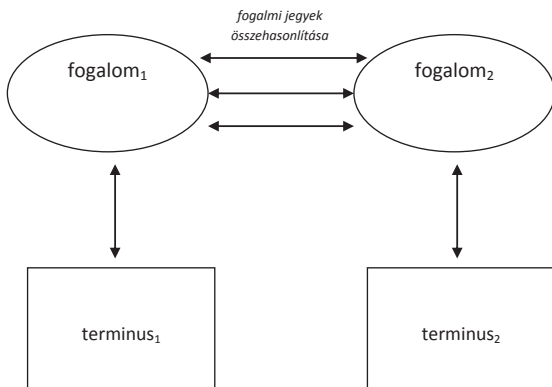 fogalmi jegyek
összehasonlítása
fogalom₁
fogalom₂
terminus₁
terminus₂